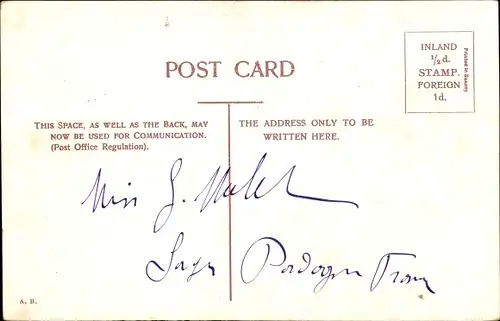 INLAND
½d.
STAMP.
FOREIGN
1d.
Printed in Saxony
POST CARD
THIS SPACE, AS WELL AS THE BACK, MAY
NOW BE USED FOR COMMUNICATION.
(Post Office Regulation).
THE ADDRESS ONLY TO BE
WRITTEN HERE.
Miss G.
A. B.